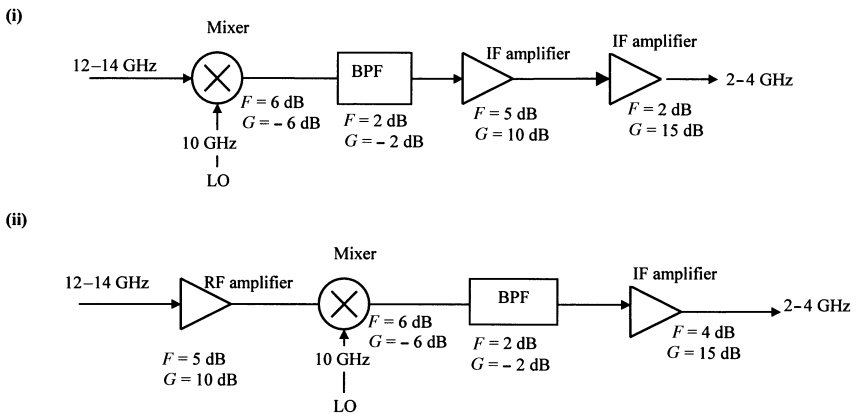 (i)
Mixer
12–14 GHz
BPF
IF amplifier
IF amplifier
2–4 GHz
F = 6 dB
G = – 6 dB
F = 2 dB
G = – 2 dB
F = 5 dB
G = 10 dB
F = 2 dB
G = 15 dB
10 GHz
LO
(ii)
Mixer
12–14 GHz
RF amplifier
BPF
IF amplifier
2–4 GHz
F = 5 dB
G = 10 dB
F = 6 dB
G = – 6 dB
F = 2 dB
G = – 2 dB
F = 4 dB
G = 15 dB
10 GHz
LO